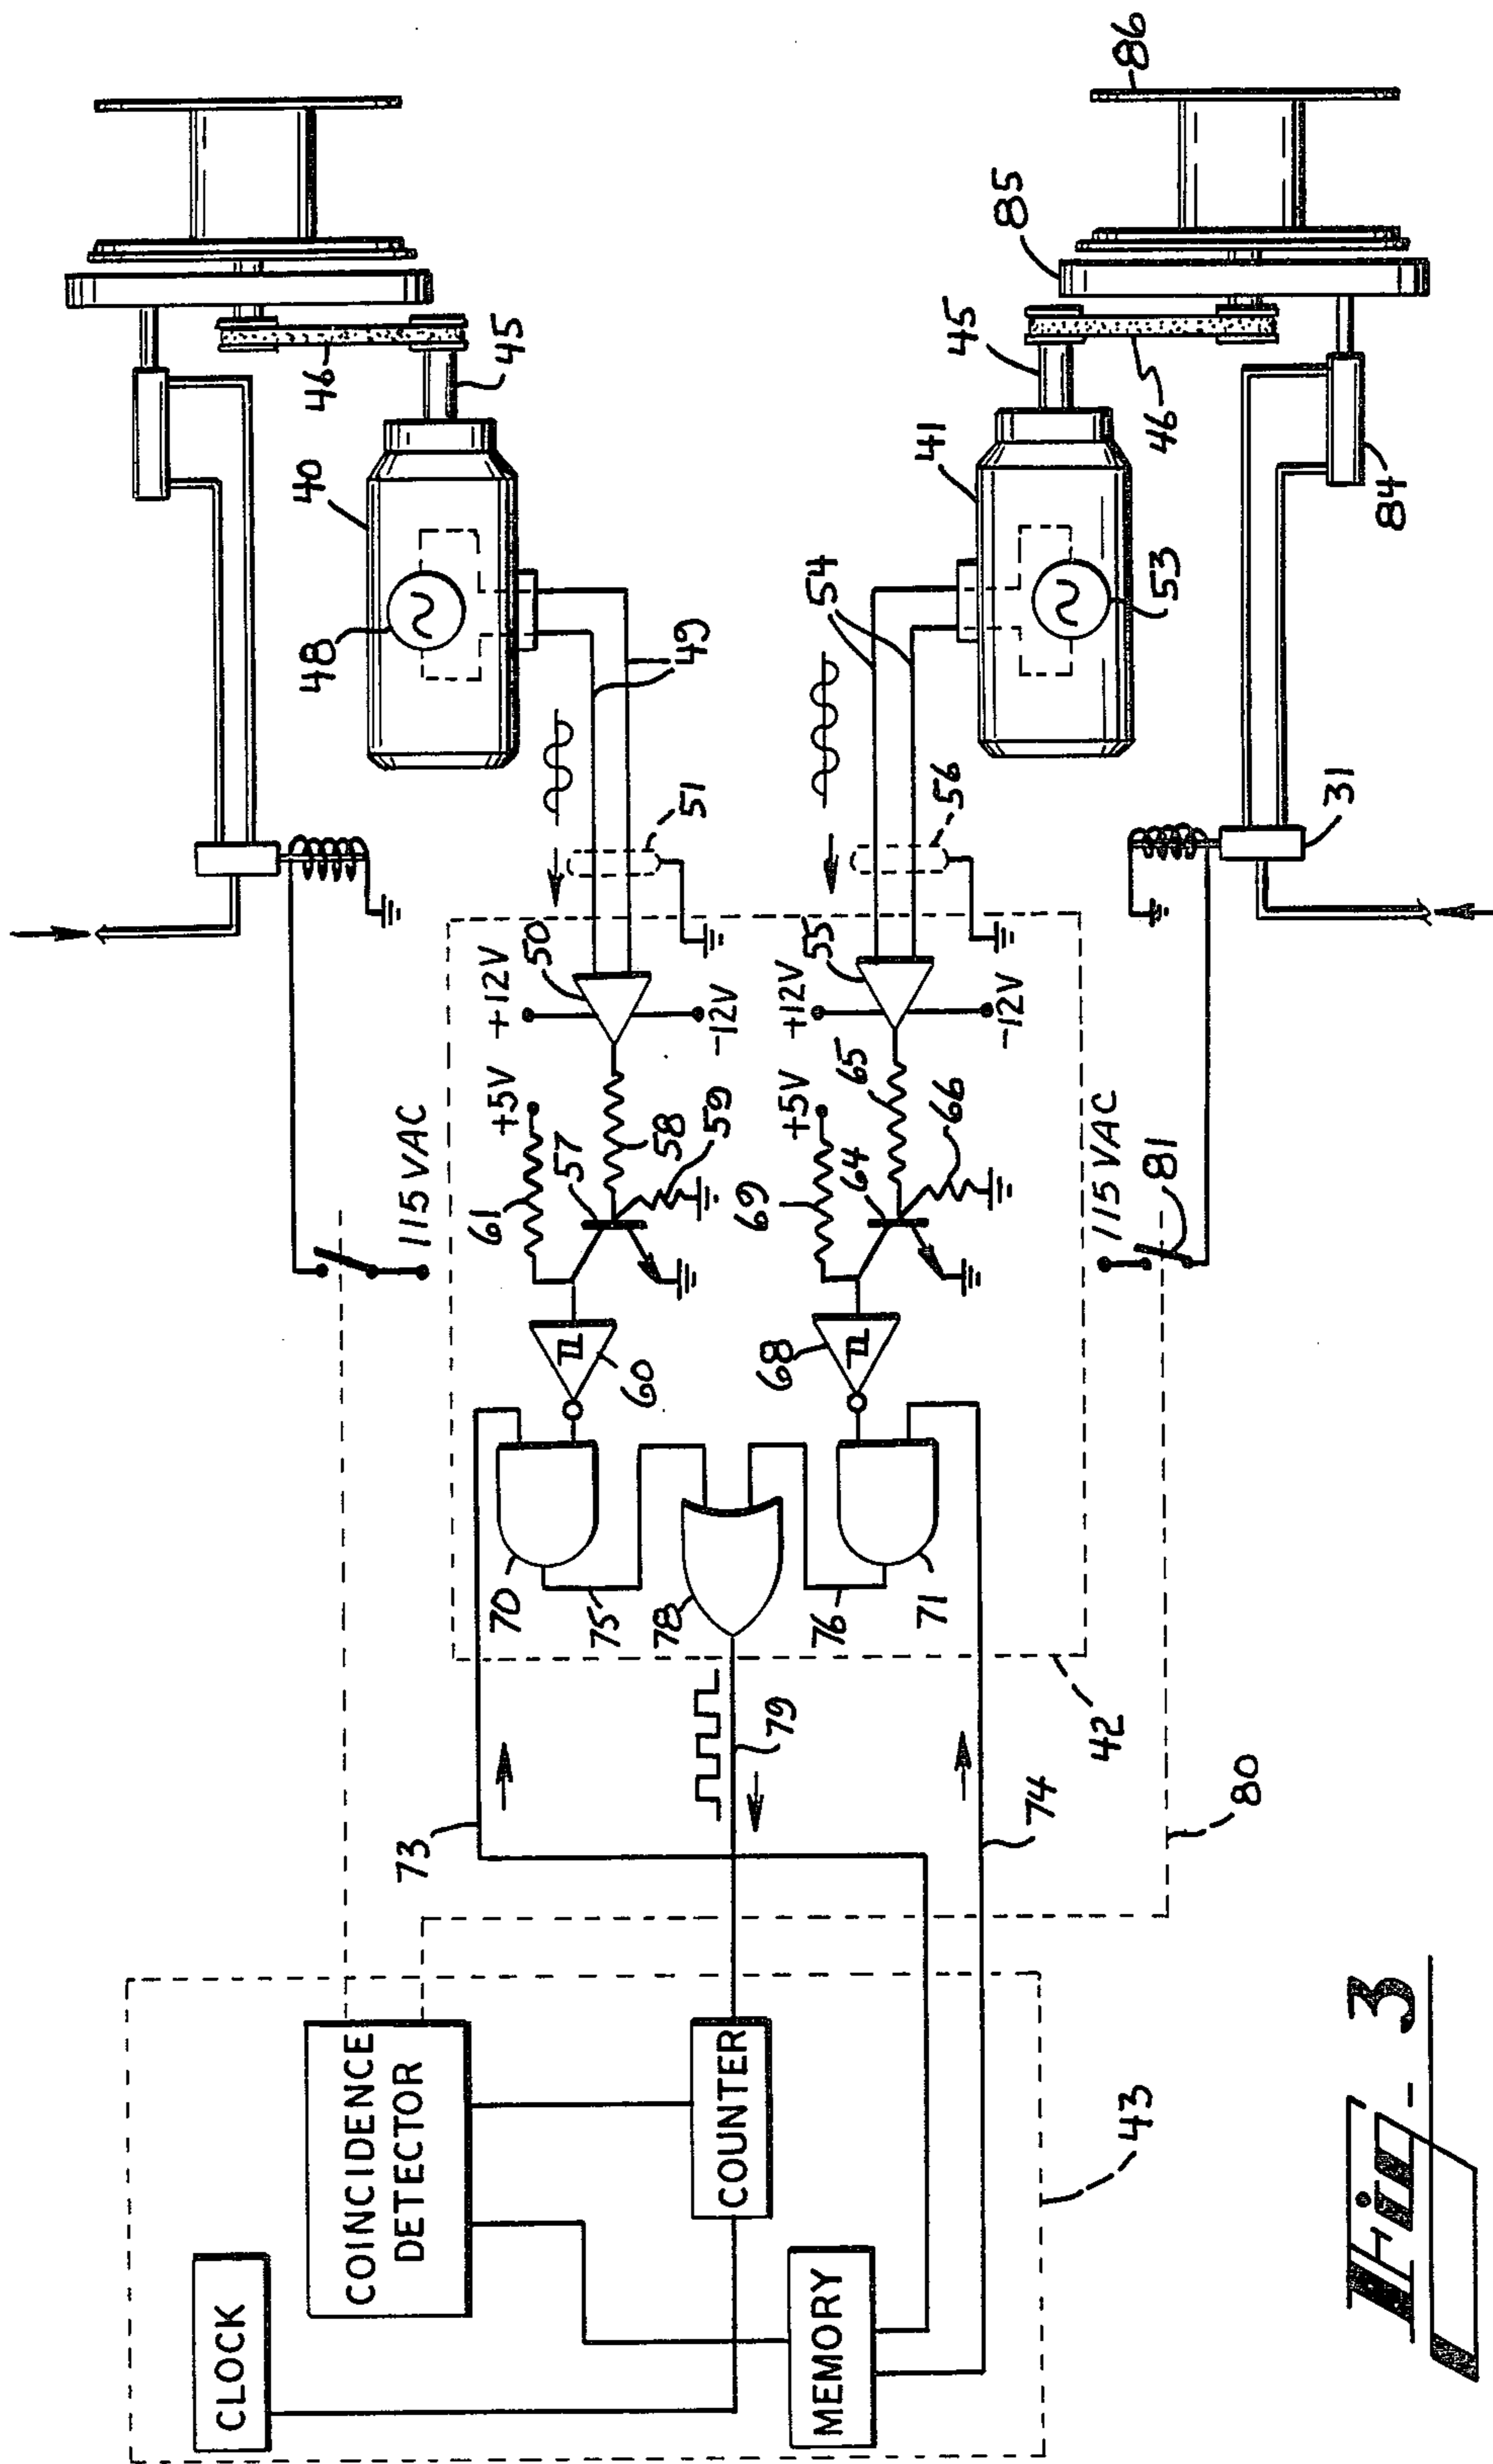 86
85
45
46
45
46
40
41
84
48
53
49
54
51
56
31
50
+12V
-12V
55
+12V
-12V
+5V
58
59
57
61
65
+5V
66
64
69
115 VAC
115 VAC
81
60
68
70
75
78
76
71
79
42
73
74
80
COINCIDENCE
DETECTOR
COUNTER
CLOCK
MEMORY
43
Fig_ 3